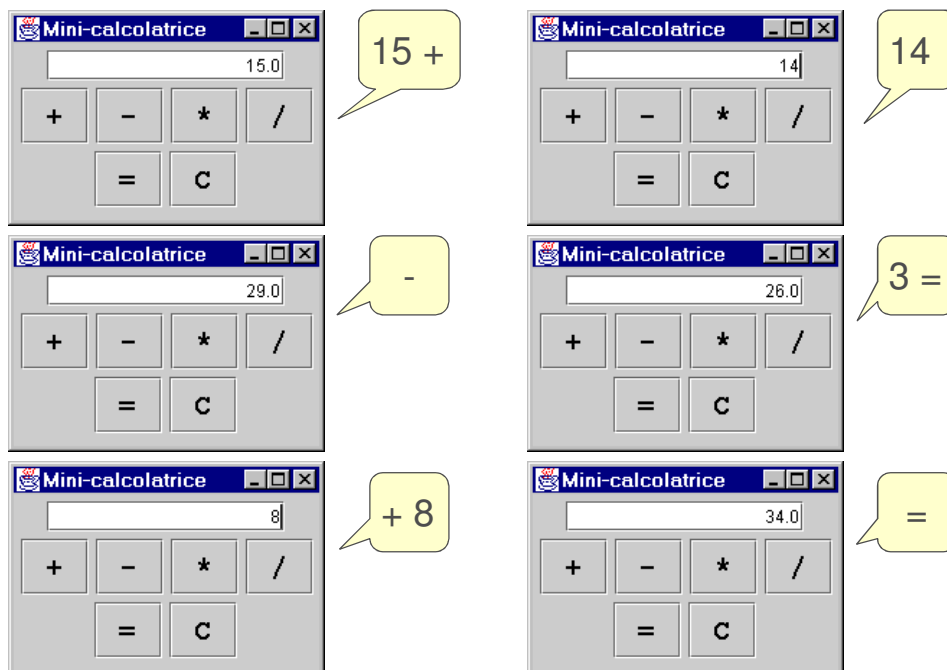 Mini-calcolatrice
15.0
+ - * /
= C
15 +
Mini-calcolatrice
14
+ - * /
= C
14
Mini-calcolatrice
29.0
+ - * /
= C
-
Mini-calcolatrice
26.0
+ - * /
= C
3 =
Mini-calcolatrice
8
+ - * /
= C
+ 8
Mini-calcolatrice
34.0
+ - * /
= C
=